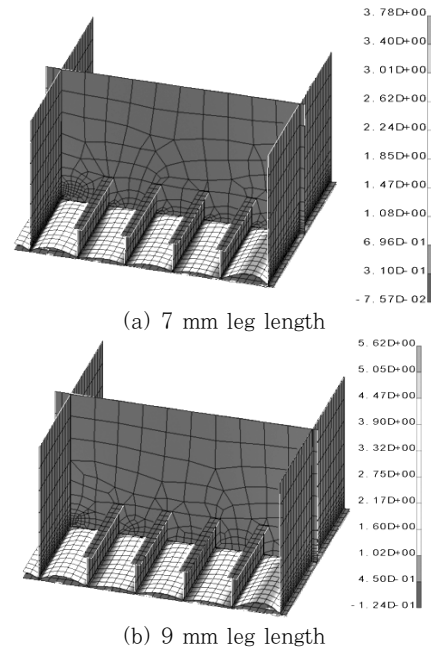 3. 78D+00
3. 40D+00
3. 01D+00
2. 62D+00
2. 24D+00
1. 85D+00
1. 47D+00
1. 08D+00
6. 96D- 01
3. 10D- 01
- 7. 57D- 02
(a) 7 mm leg length
5. 62D+00
5. 05D+00
4. 47D+00
3. 90D+00
3. 32D+00
2. 75D+00
2. 17D+00
1. 60D+00
1. 02D+00
4. 50D- 01
- 1. 24D- 01
(b) 9 mm leg length